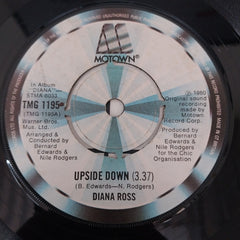 MOTOWN®
In Album
"DIANA"
STMA 8033
TMG 1195
(TMG 1195A)
Warner Bros.
Mus. Ltd.
Arranged &
Conducted by
Bernard
Edwards &
Nile Rodgers
℗ 1980
Original sound
recording
made by
Motown
Record Corp.
Produced by
Bernard
Edwards & Nile
Rodgers for
the Chic
Organisation
UPSIDE DOWN (3.37)
(B. Edwards—N. Rodgers)
DIANA ROSS